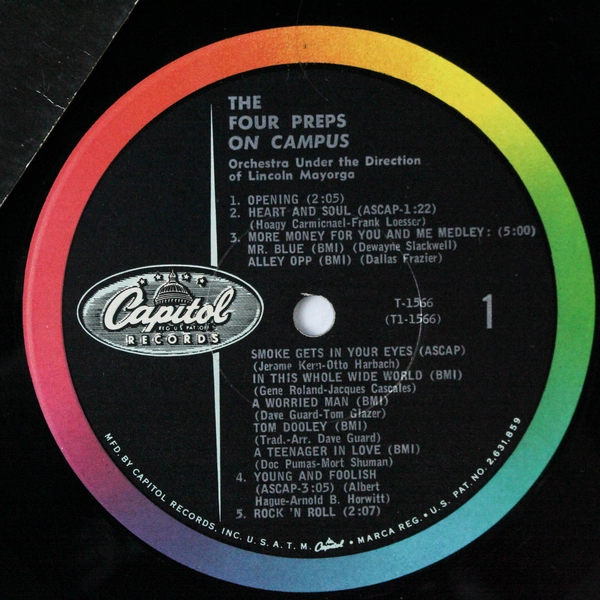 THE
FOUR PREPS
ON CAMPUS
Orchestra Under the Direction
of Lincoln Mayorga
1. OPENING (2:05)
2. HEART AND SOUL (ASCAP-1:22)
(Hoagy Carmichael-Frank Loesser)
3. MORE MONEY FOR YOU AND ME MEDLEY: (5:00)
MR. BLUE (BMI) (Dewayne Blackwell)
ALLEY OPP (BMI) (Dallas Frazier)
Capitol
REG. U.S. PAT. OFF.
RECORDS
T-1566
(T1-1566)
1
SMOKE GETS IN YOUR EYES (ASCAP)
(Jerome Kern-Otto Harbach)
IN THIS WHOLE WIDE WORLD (BMI)
(Gene Roland-Jacques Cascales)
A WORRIED MAN (BMI)
(Dave Guard-Tom Glazer)
TOM DOOLEY (BMI)
(Trad.-Arr. Dave Guard)
A TEENAGER IN LOVE (BMI)
(Doc Pumas-Mort Shuman)
4. YOUNG AND FOOLISH
(ASCAP-3:05) (Albert
Hague-Arnold B. Horwitt)
5. ROCK 'N ROLL (2:07)
MFD. BY CAPITOL RECORDS, INC. U.S.A. T.M. Capitol • MARCA REG. • U.S. PAT. NO. 2,631,859